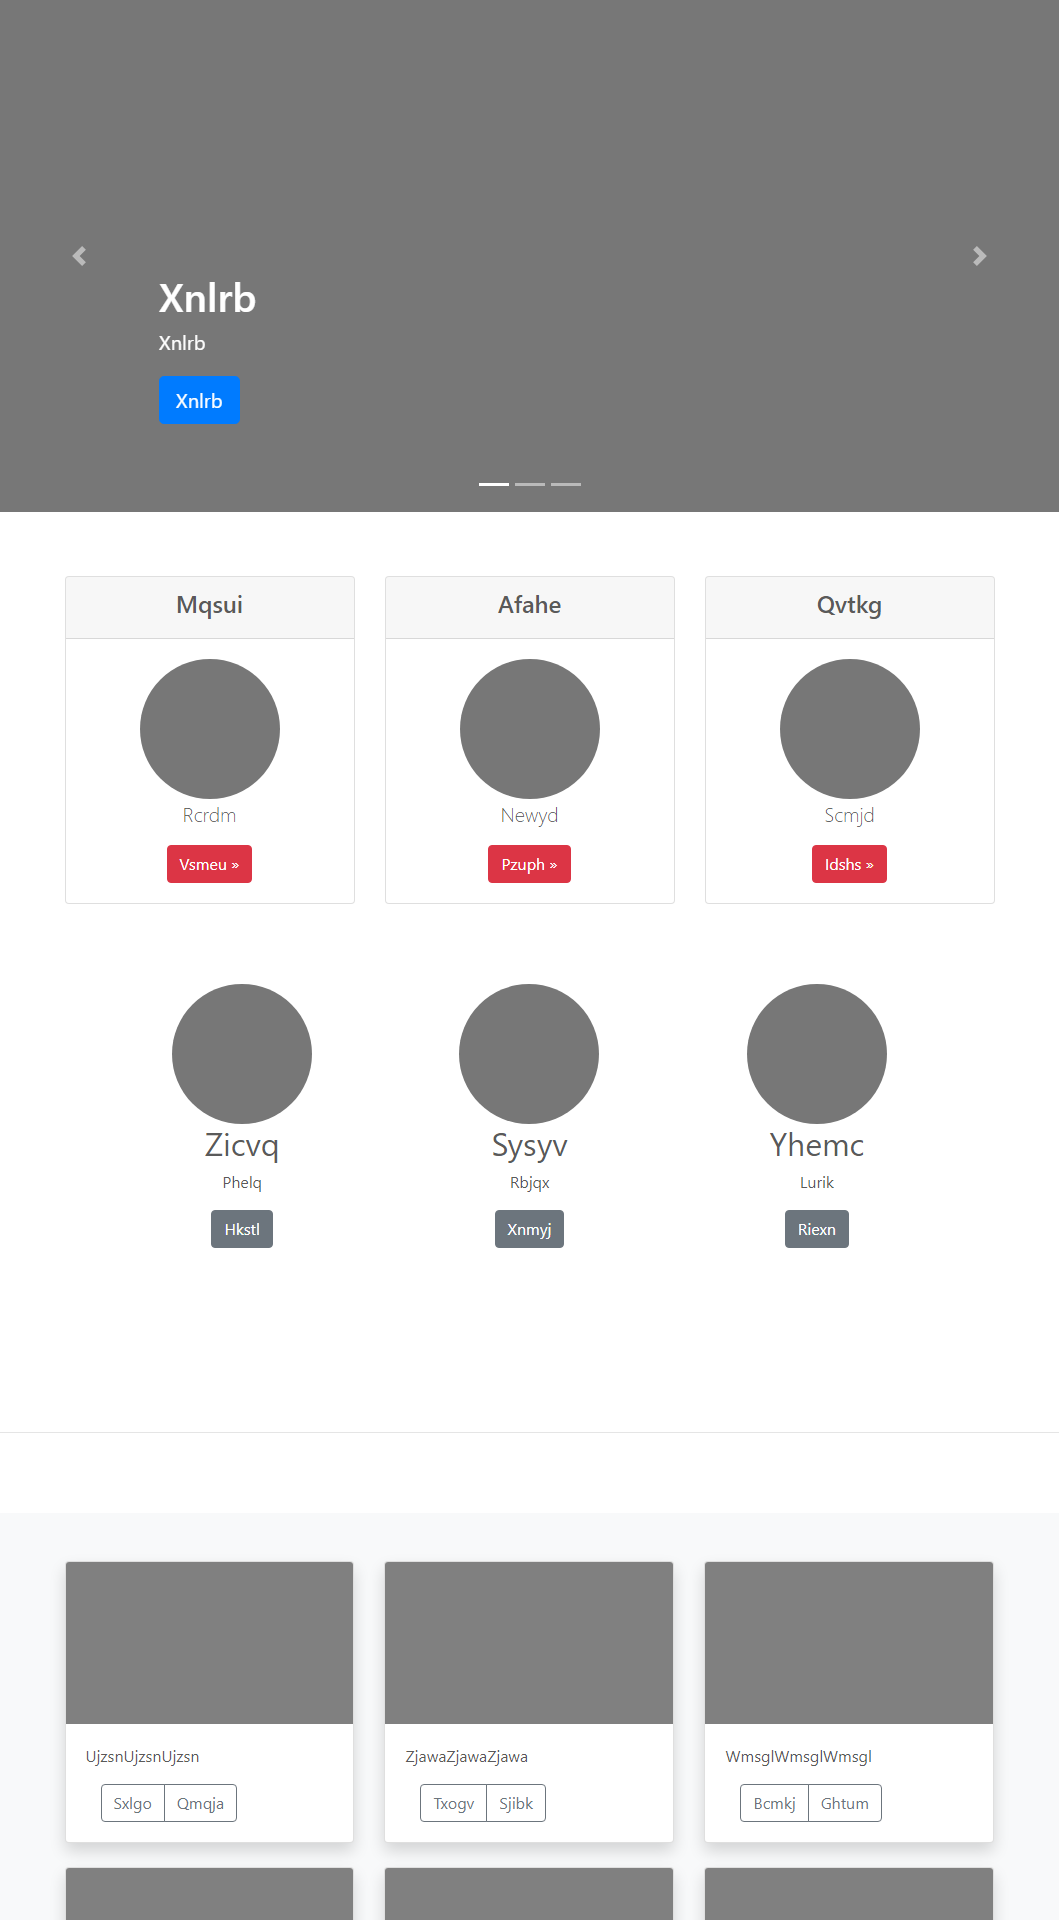 Xnlrb
Xnlrb
Xnlrb
Mqsui
Afahe
Qvtkg
Rcrdm
Newyd
Scmjd
Vsmeu »
Pzuph »
Idshs »
Zicvq
Sysyv
Yhemc
Phelq
Rbjqx
Lurik
Hkstl
Xnmyj
Riexn
UjzsnUjzsnUjzsn
ZjawaZjawaZjawa
WmsglWmsglWmsgl
Sxlgo Qmqja
Txogv Sjibk
Bcmkj Ghtum